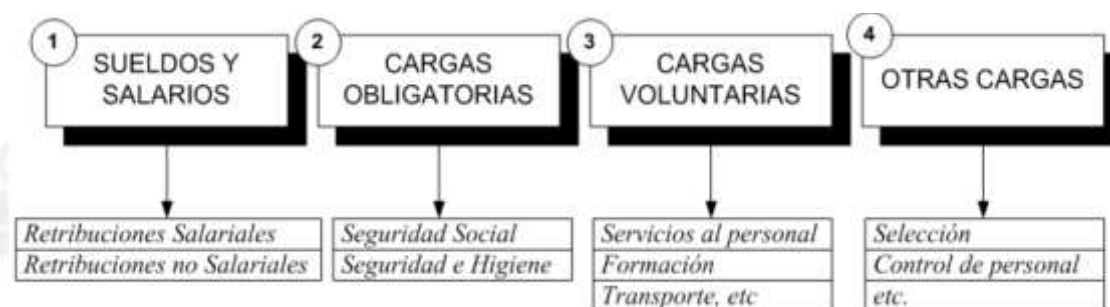 1
SUELDOS Y
SALARIOS
Retribuciones Salariales
Retribuciones no Salariales
2
CARGAS
OBLIGATORIAS
Seguridad Social
Seguridad e Higiene
3
CARGAS
VOLUNTARIAS
Servicios al personal
Formación
Transporte, etc
4
OTRAS CARGAS
Selección
Control de personal
etc.